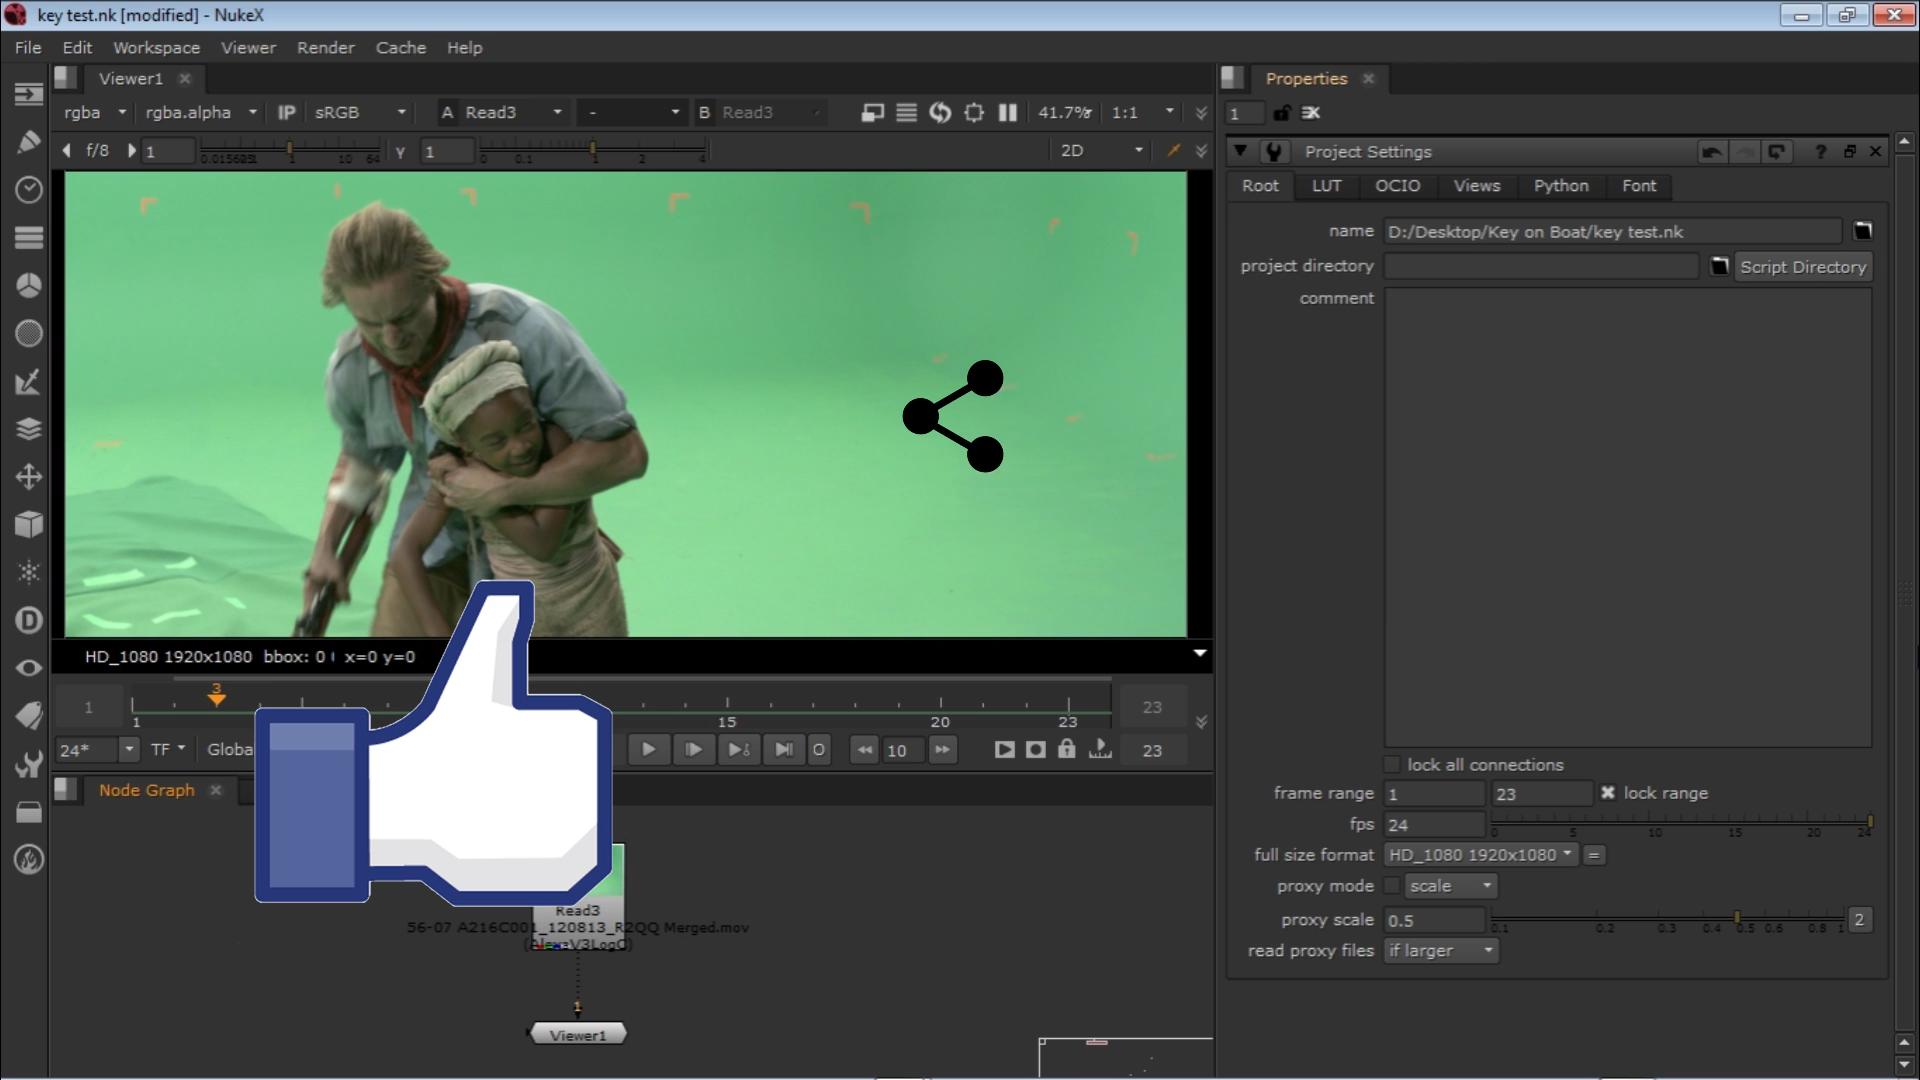 key test.nk [modified] - NukeX
File Edit Workspace Viewer Render Cache Help
Viewer1
rgba rgba.alpha IP sRGB A Read3 - B Read3 41.7% 1:1
f/8 1 1 10 64 Y 1 0 0.1 1 2 4 2D
HD_1080 1920x1080 bbox: 0 x=0 y=0
1 3 1 15 20 23 23
24* TF Globa O 10 23
Node Graph
Read3
56-07 A216C001_120813_R2QQ Merged.mov
(AlexaV3LogC)
1
Viewer1
Properties
1
Project Settings ?
Root LUT OCIO Views Python Font
name D:/Desktop/Key on Boat/key test.nk
project directory Script Directory
comment
lock all connections
frame range 1 23 lock range
fps 24 0 5 10 15 20 24
full size format HD_1080 1920x1080 =
proxy mode scale
proxy scale 0.5 0.1 0.2 0.3 0.4 0.5 0.6 0.8 1 2
read proxy files if larger